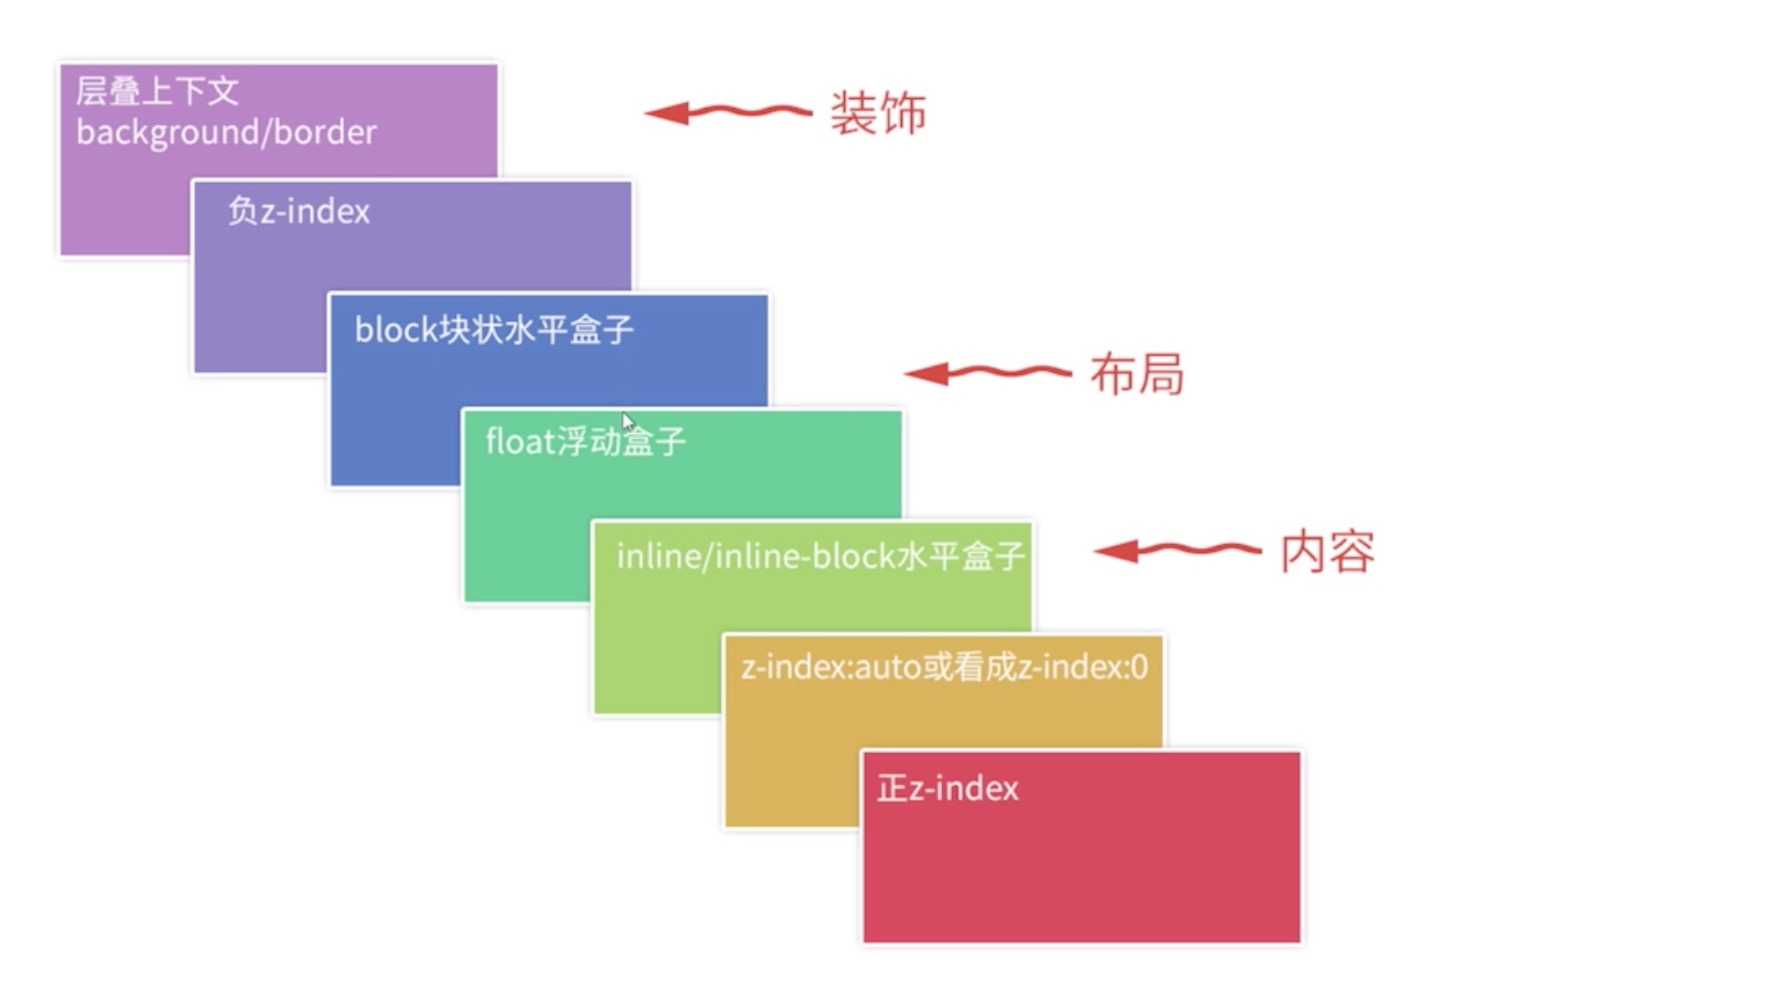 层叠上下文
background/border
装饰
负z-index
block块状水平盒子
布局
float浮动盒子
inline/inline-block水平盒子
内容
z-index:auto或看成z-index:0
正z-index